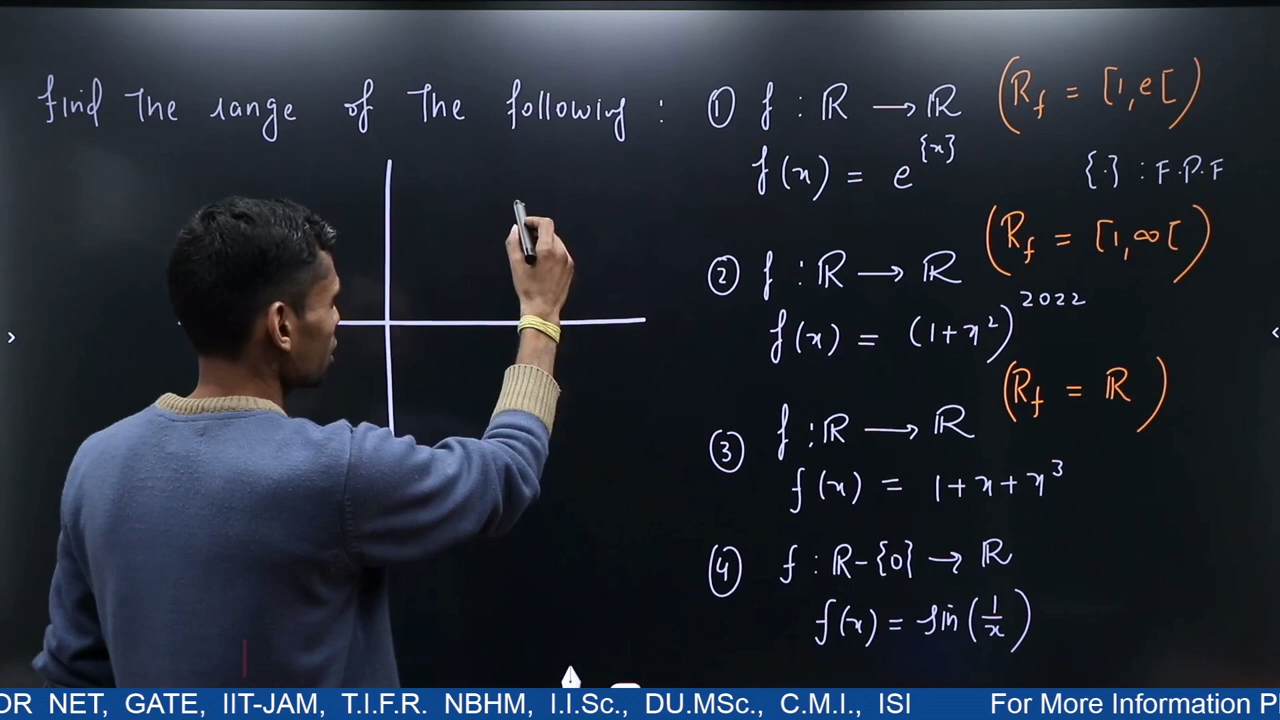 find the range of the following :
① f : ℝ → ℝ (R_f = [1, e[)
f(x) = e^{x}
{·} : F.P.F
② f : ℝ → ℝ (R_f = [1, ∞[)
f(x) = (1+x²)^2022
③ f : ℝ → ℝ (R_f = ℝ)
f(x) = 1+x+x³
④ f : ℝ-{0} → ℝ
f(x) = sin(1/x)
OR NET, GATE, IIT-JAM, T.I.F.R. NBHM, I.I.Sc., DU.MSc., C.M.I., ISI For More Information P